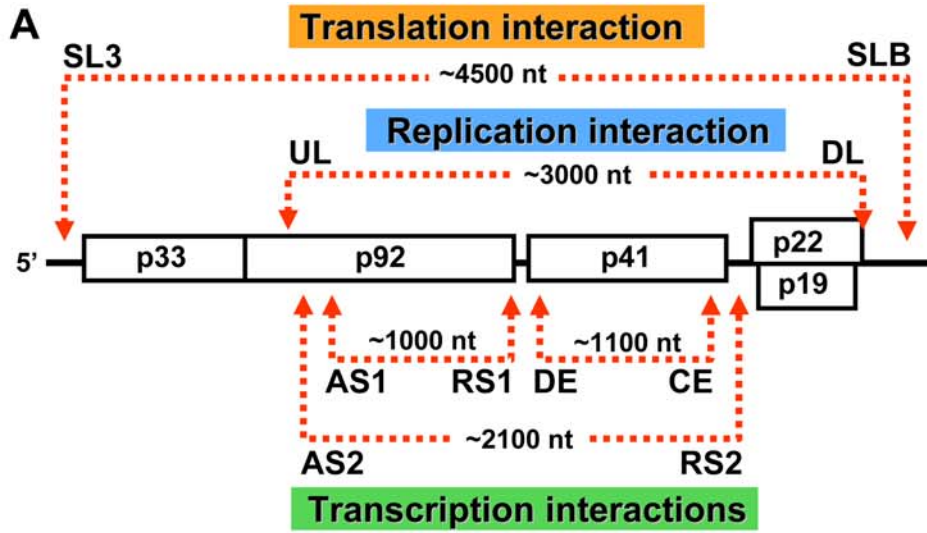 A
Translation interaction
SL3 SLB
~4500 nt
Replication interaction
UL DL
~3000 nt
5’ p33 p92 p41 p22
p19
~1000 nt ~1100 nt
AS1 RS1 DE CE
~2100 nt
AS2 RS2
Transcription interactions